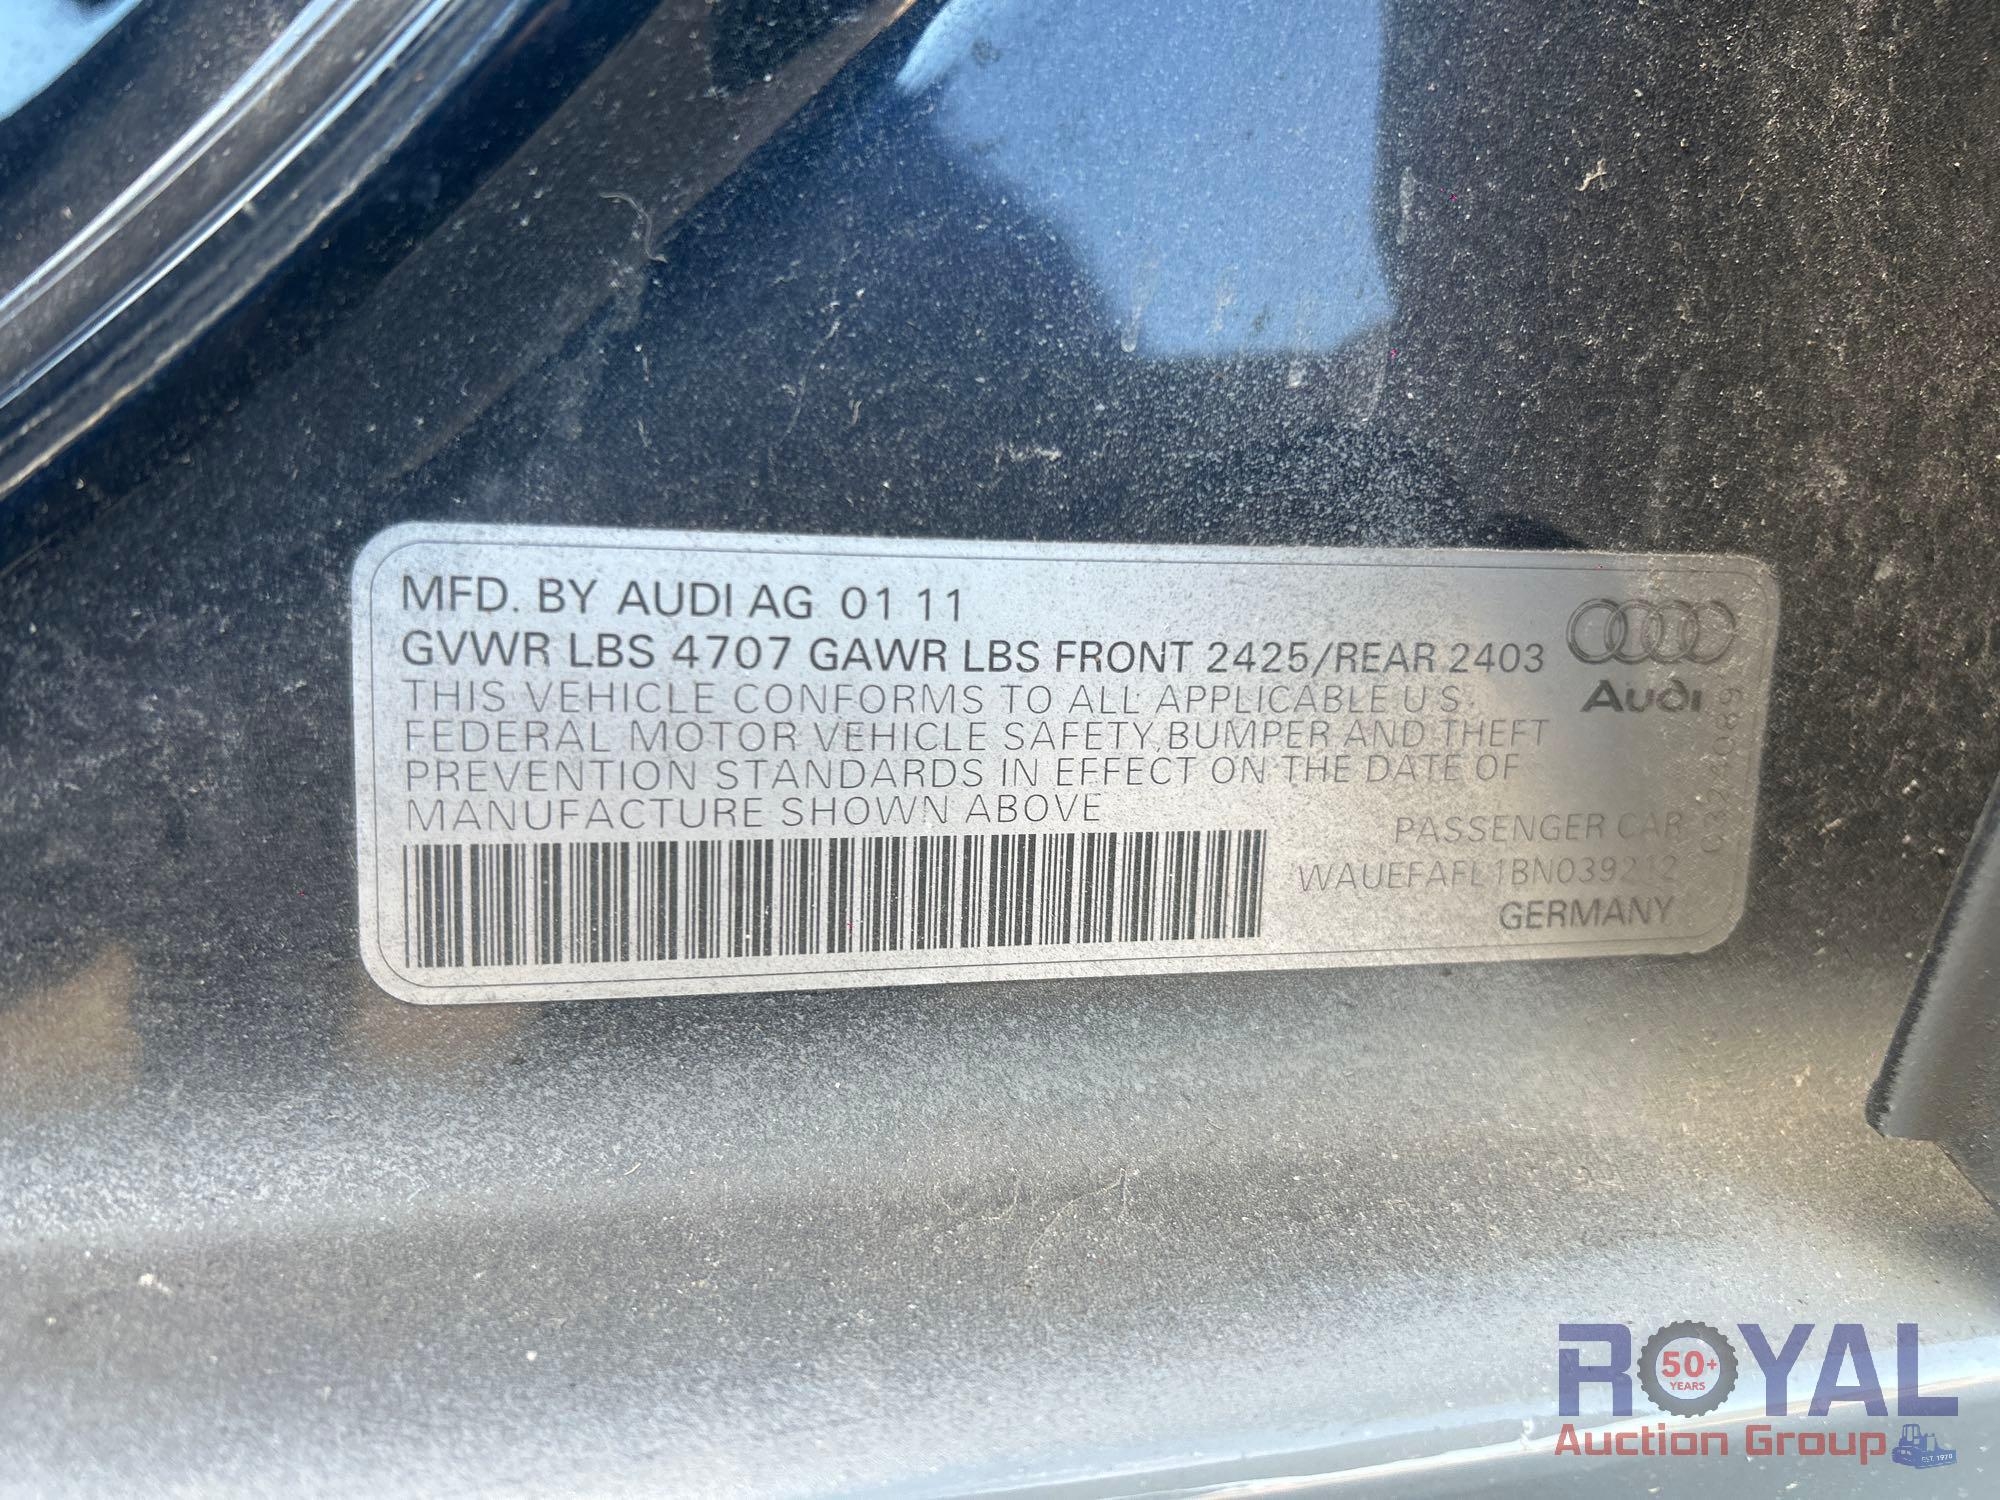 MFD. BY AUDI AG 01 11
GVWR LBS 4707 GAWR LBS FRONT 2425/REAR 2403
THIS VEHICLE CONFORMS TO ALL APPLICABLE U.S.
FEDERAL MOTOR VEHICLE SAFETY, BUMPER AND THEFT
PREVENTION STANDARDS IN EFFECT ON THE DATE OF
MANUFACTURE SHOWN ABOVE
Audi
PASSENGER CAR
WAUEFAFL1BN039212
GERMANY
ROYAL
50+
YEARS
Auction Group
EST. 1970